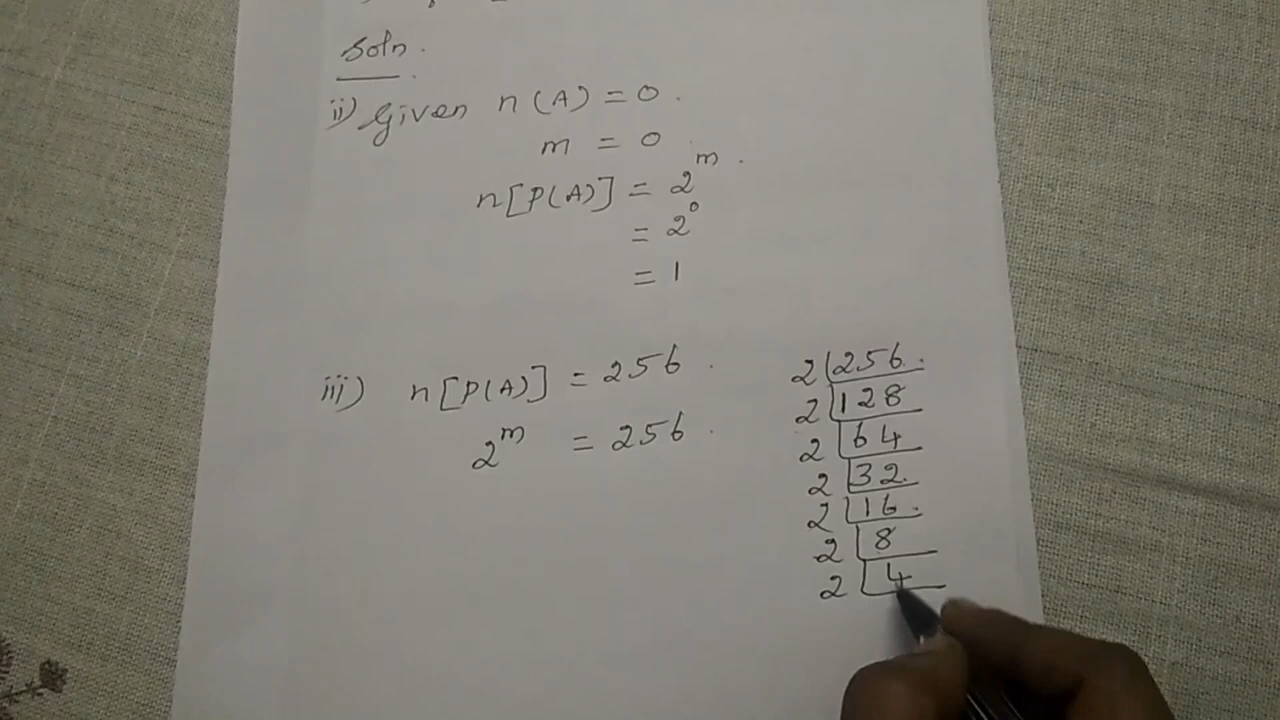 Soln.
ii) Given n(A) = 0.
m = 0
n[P(A)] = 2^m.
= 2^0
= 1
iii) n[P(A)] = 256.
2^m = 256.
2 | 256.
2 | 128
2 | 64
2 | 32.
2 | 16.
2 | 8
2 | 4